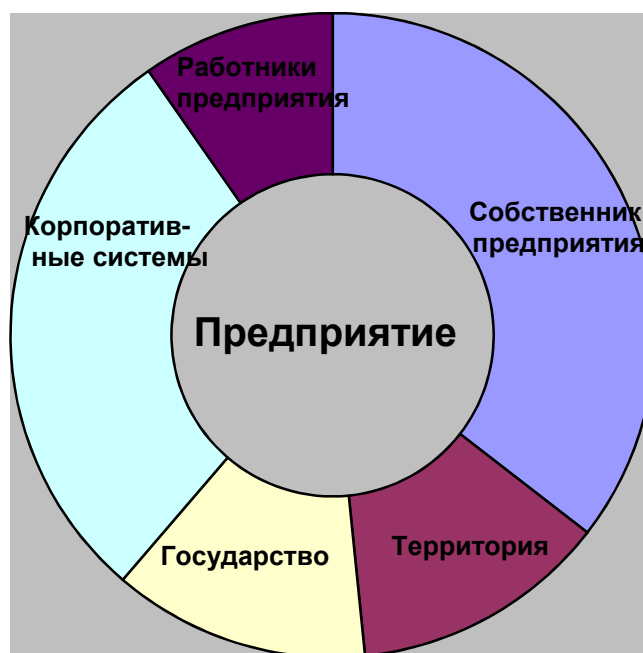 Работники
предприятия
Собственник
предприятия
Корпоратив-
ные системы
Предприятие
Территория
Государство